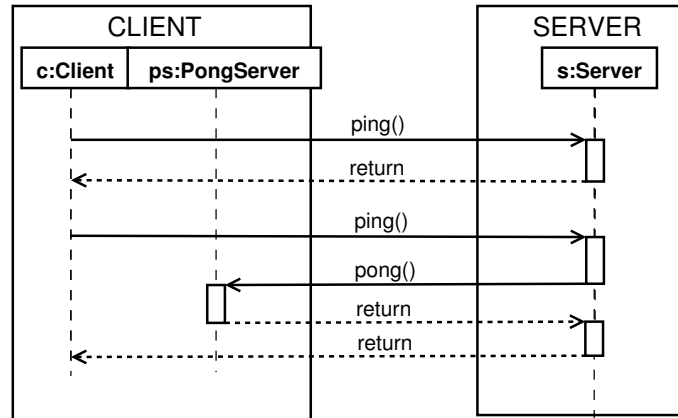 CLIENT
SERVER
c:Client
ps:PongServer
s:Server
ping()
return
ping()
pong()
return
return